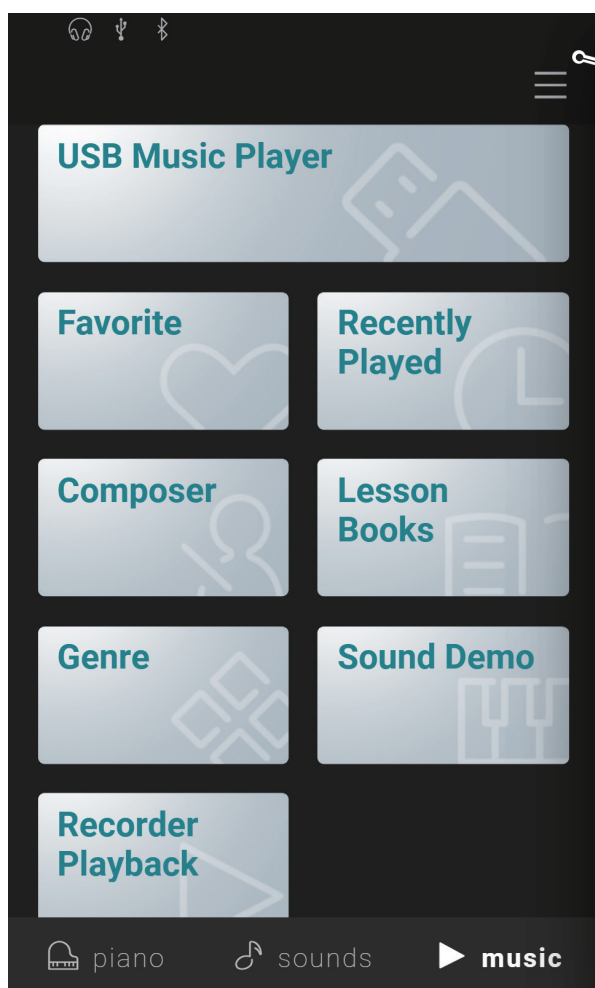 USB Music Player
Favorite
Recently
Played
Composer
Lesson
Books
Genre
Sound Demo
Recorder
Playback
piano
sounds
music